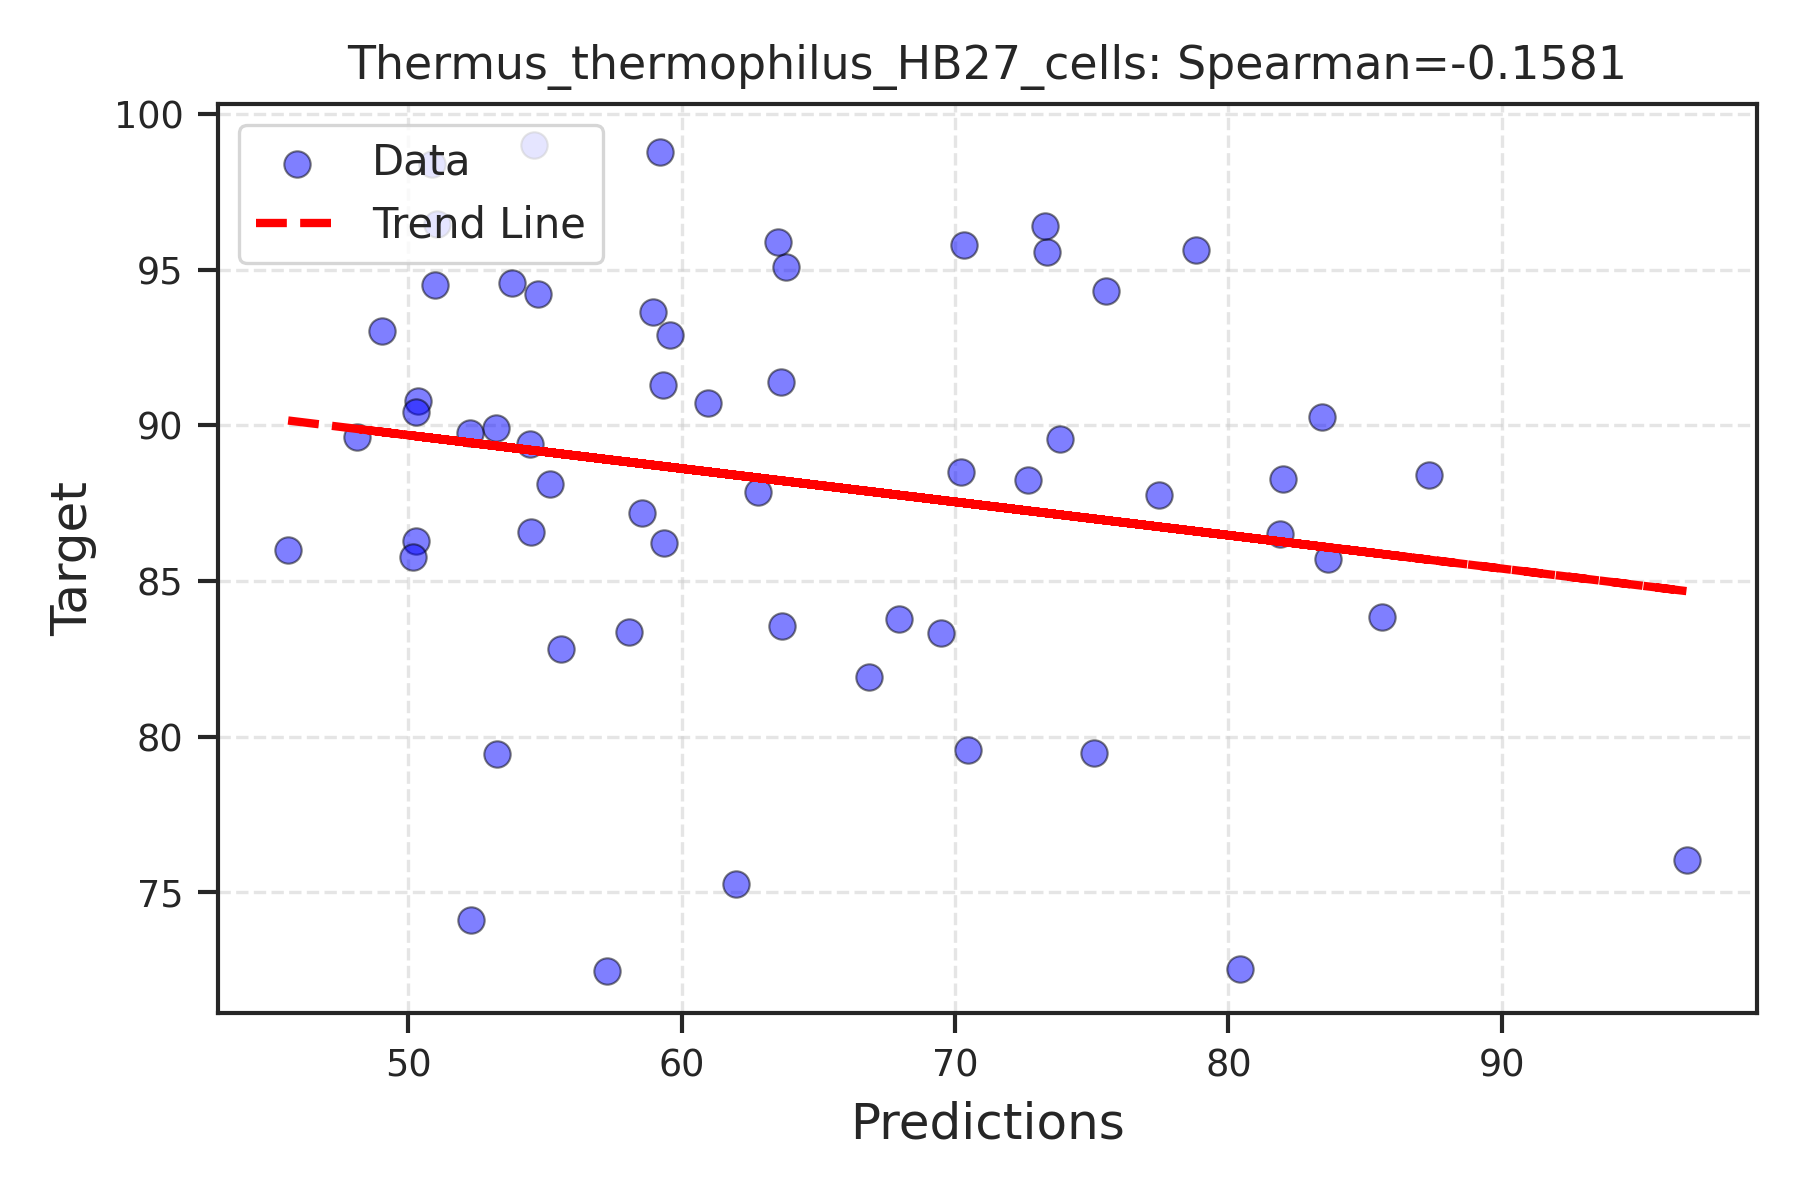 Thermus_thermophilus_HB27_cells: Spearman=-0.1581
100
95
90
85
80
75
Target
Data
Trend Line
50
60
70
80
90
Predictions